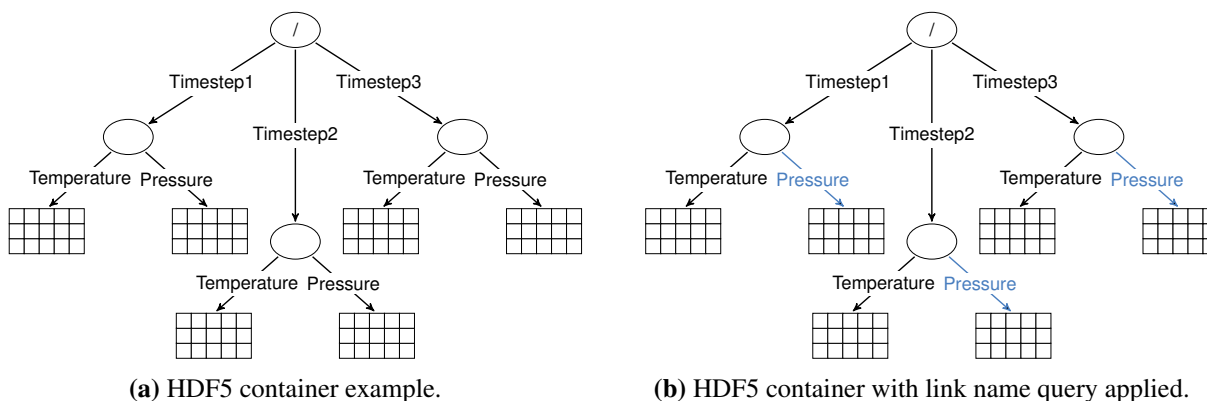 /
Timestep1
Timestep3
Timestep2
Temperature Pressure
Temperature Pressure
Temperature Pressure
(a) HDF5 container example.
/
Timestep1
Timestep3
Timestep2
Temperature Pressure
Temperature Pressure
Temperature Pressure
(b) HDF5 container with link name query applied.